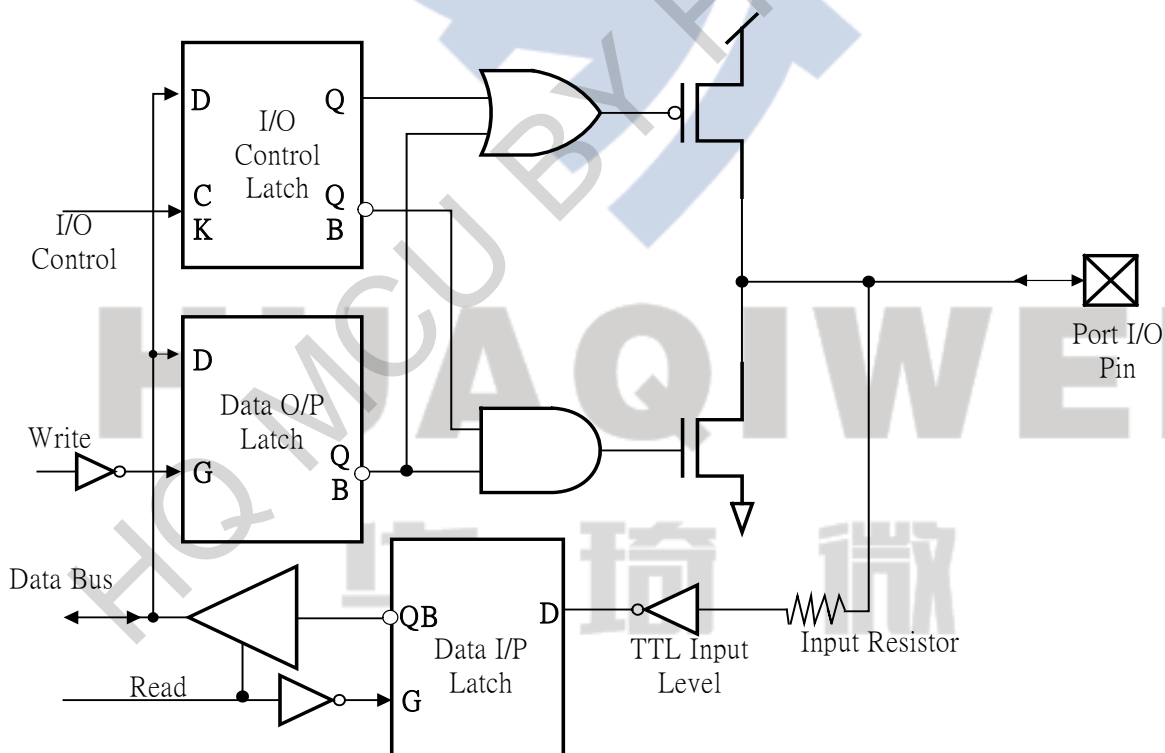 D
Q
I/O
Control
Latch
C
K
Q
B
I/O
Control
D
Data O/P
Latch
Write
G
Q
B
Port I/O
Pin
Data Bus
QB
D
Data I/P
Latch
TTL Input
Level
Input Resistor
Read
G
HQ MCU BY
HUAQIWEI
华琦微